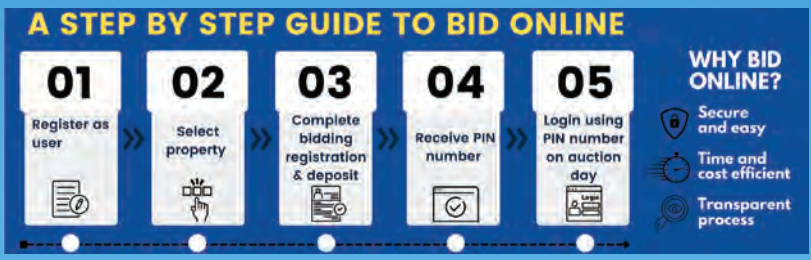 A STEP BY STEP GUIDE TO BID ONLINE
01
Register as
user
02
Select
property
03
Complete
bidding
registration
& deposit
04
Receive PIN
number
05
Login using
PIN number
on auction
day
Login
WHY BID
ONLINE?
Secure
and easy
Time and
cost efficient
Transparent
process